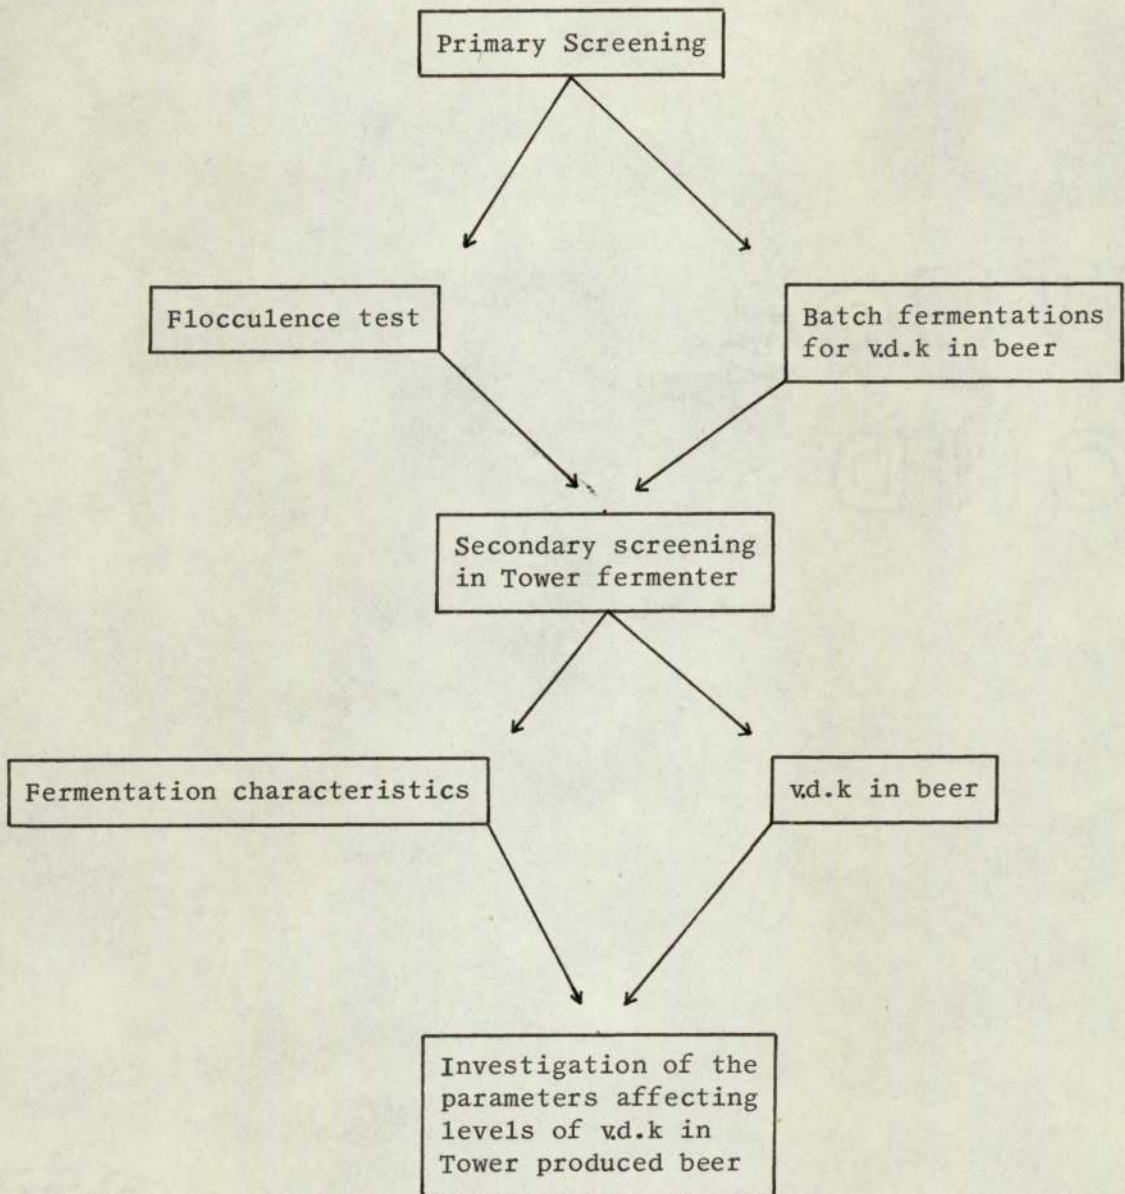 Primary Screening
Flocculence test
Batch fermentations
for v.d.k in beer
Secondary screening
in Tower fermenter
Fermentation characteristics
v.d.k in beer
Investigation of the
parameters affecting
levels of v.d.k in
Tower produced beer